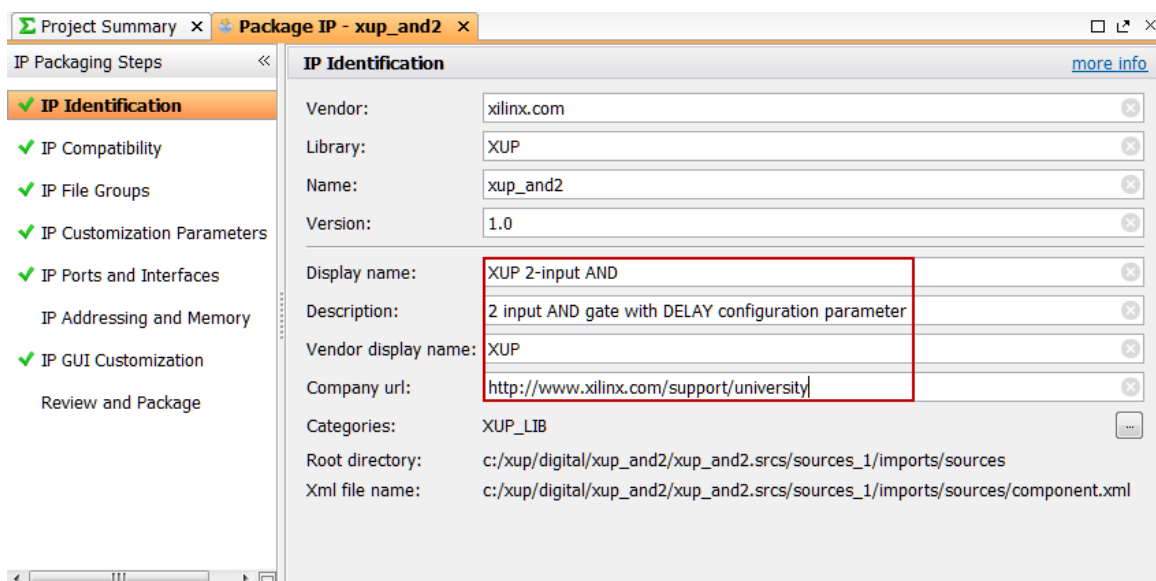 Project Summary
Package IP - xup_and2
IP Packaging Steps
IP Identification
more info
IP Identification
IP Compatibility
IP File Groups
IP Customization Parameters
IP Ports and Interfaces
IP Addressing and Memory
IP GUI Customization
Review and Package
Vendor: xilinx.com
Library: XUP
Name: xup_and2
Version: 1.0
Display name: XUP 2-input AND
Description: 2 input AND gate with DELAY configuration parameter
Vendor display name: XUP
Company url: http://www.xilinx.com/support/university
Categories: XUP_LIB
...
Root directory: c:/xup/digital/xup_and2/xup_and2.srcs/sources_1/imports/sources
Xml file name: c:/xup/digital/xup_and2/xup_and2.srcs/sources_1/imports/sources/component.xml